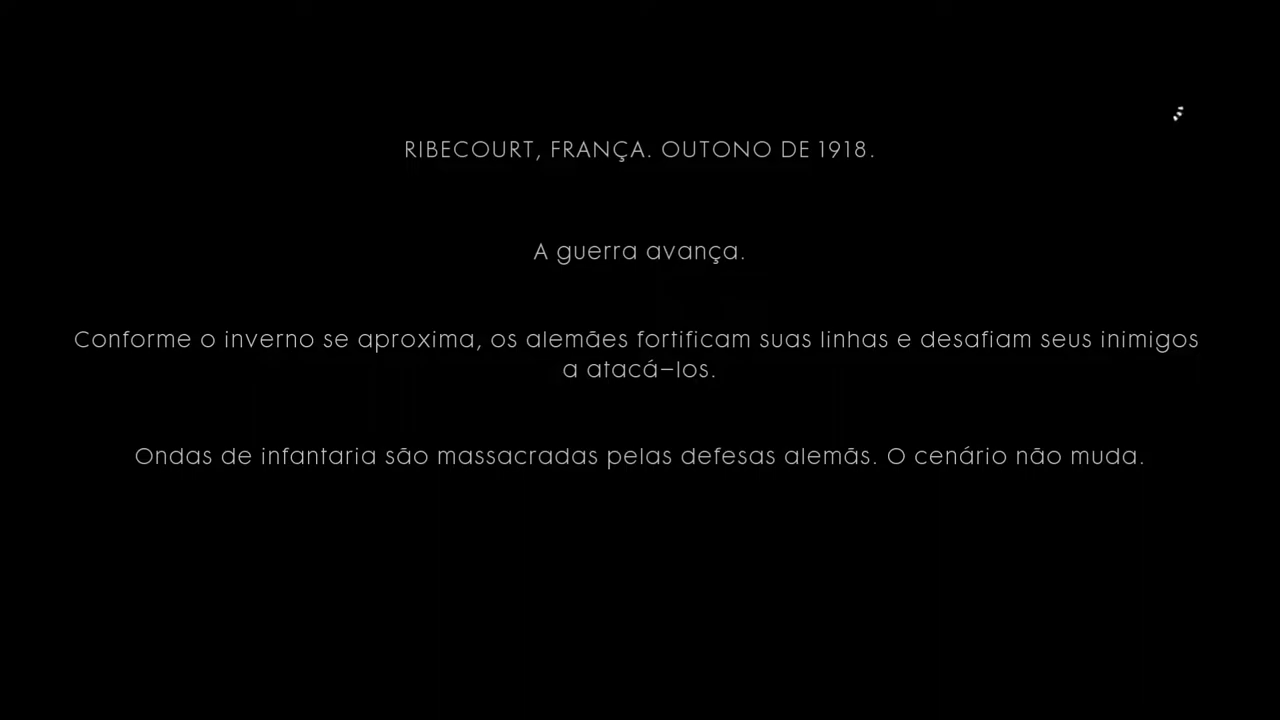 RIBECOURT, FRANÇA. OUTONO DE 1918.
A guerra avança.
Conforme o inverno se aproxima, os alemães fortificam suas linhas e desafiam seus inimigos
a atacá-los.
Ondas de infantaria são massacradas pelas defesas alemãs. O cenário não muda.